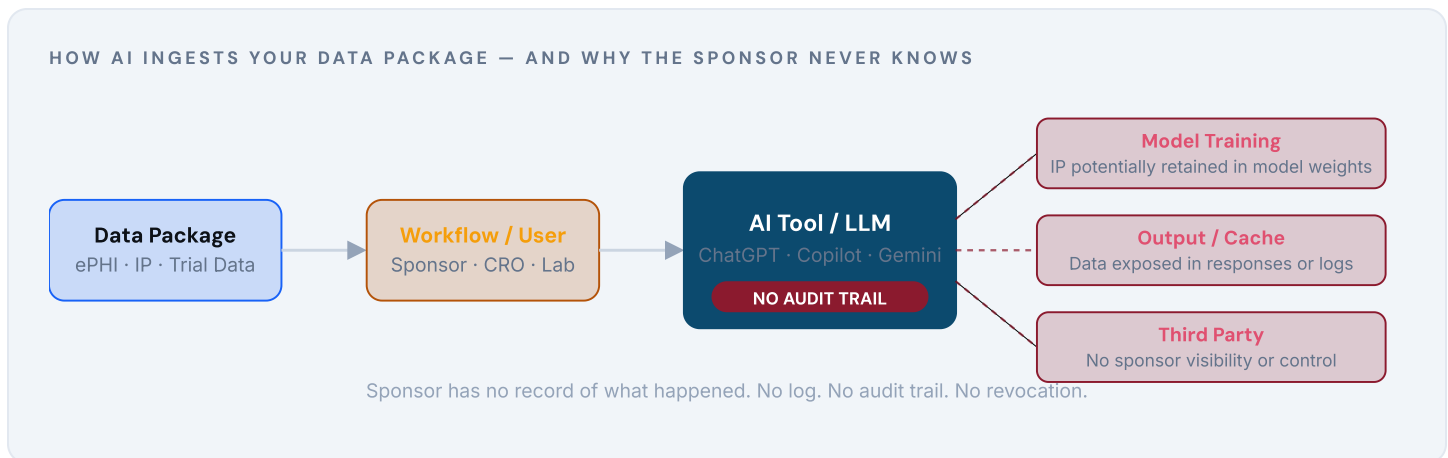 HOW AI INGESTS YOUR DATA PACKAGE — AND WHY THE SPONSOR NEVER KNOWS
Data Package
ePHI · IP · Trial Data
Workflow / User
Sponsor · CRO · Lab
AI Tool / LLM
ChatGPT · Copilot · Gemini
NO AUDIT TRAIL
Model Training
IP potentially retained in model weights
Output / Cache
Data exposed in responses or logs
Third Party
No sponsor visibility or control
Sponsor has no record of what happened. No log. No audit trail. No revocation.